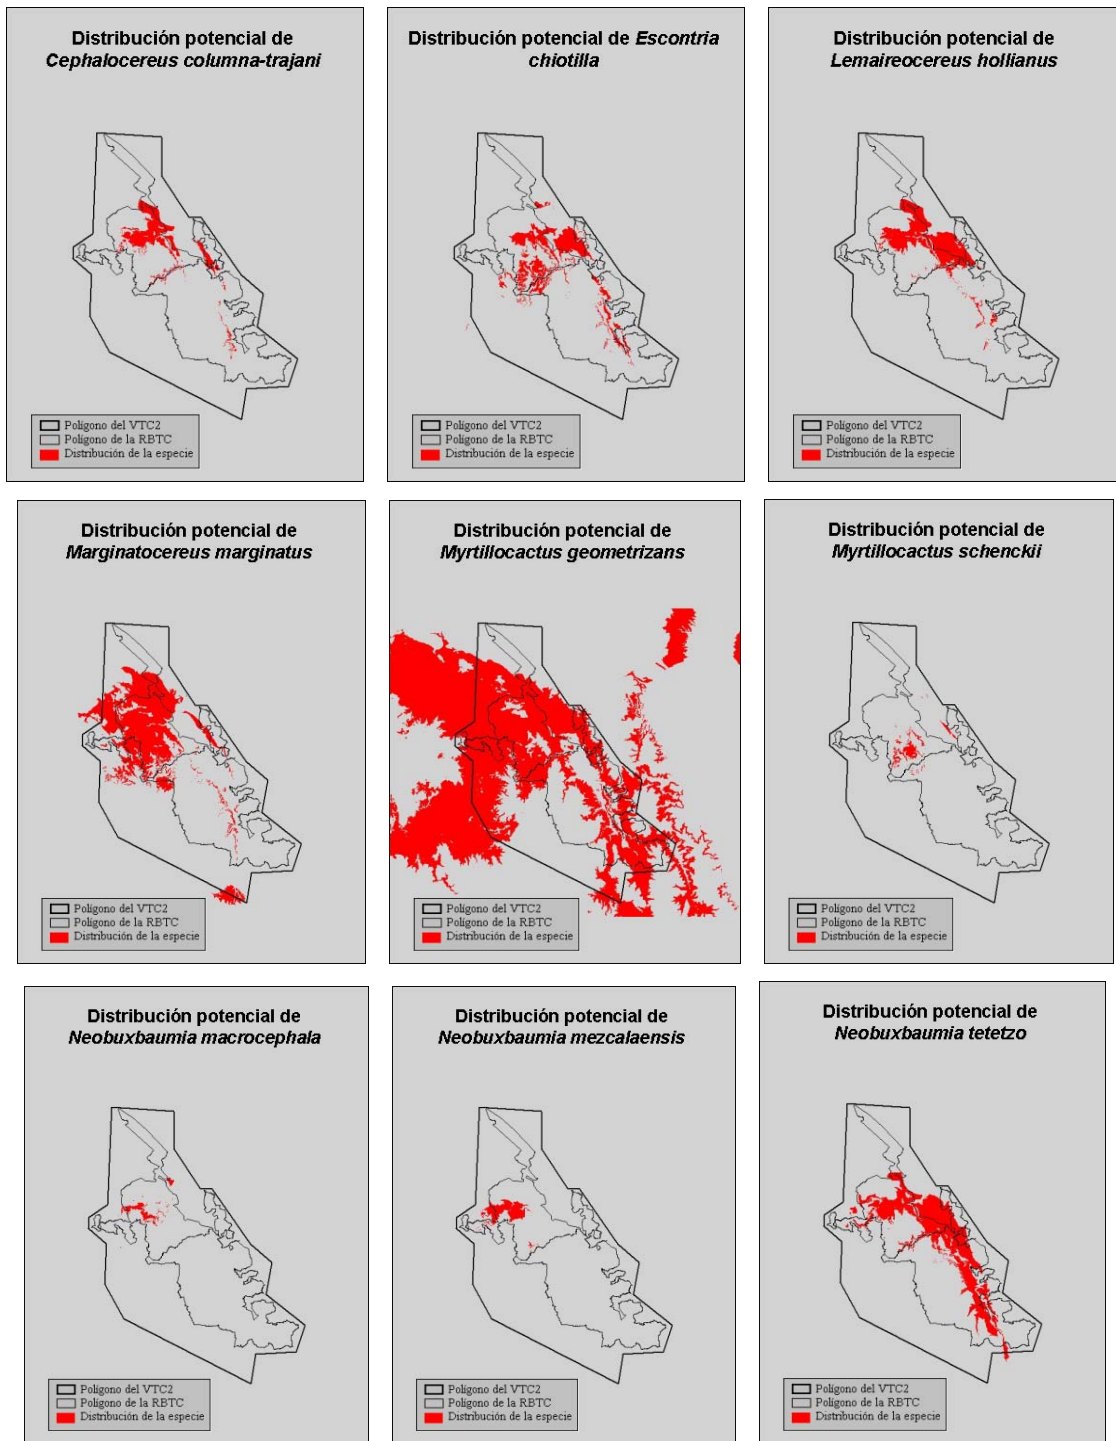 Distribución potencial de
Cephalocereus columna-trajani
Polígono del VTC2
Polígono de la RBTC
Distribución de la especie
Distribución potencial de Escontria
chiotilla
Polígono del VTC2
Polígono de la RBTC
Distribución de la especie
Distribución potencial de
Lemaireocereus hollianus
Polígono del VTC2
Polígono de la RBTC
Distribución de la especie
Distribución potencial de
Marginatocereus marginatus
Polígono del VTC2
Polígono de la RBTC
Distribución de la especie
Distribución potencial de
Myrtillocactus geometrizans
Polígono del VTC2
Polígono de la RBTC
Distribución de la especie
Distribución potencial de
Myrtillocactus schenckii
Polígono del VTC2
Polígono de la RBTC
Distribución de la especie
Distribución potencial de
Neobuxbaumia macrocephala
Polígono del VTC2
Polígono de la RBTC
Distribución de la especie
Distribución potencial de
Neobuxbaumia mezcalaensis
Polígono del VTC2
Polígono de la RBTC
Distribución de la especie
Distribución potencial de
Neobuxbaumia tetetzo
Polígono del VTC2
Polígono de la RBTC
Distribución de la especie